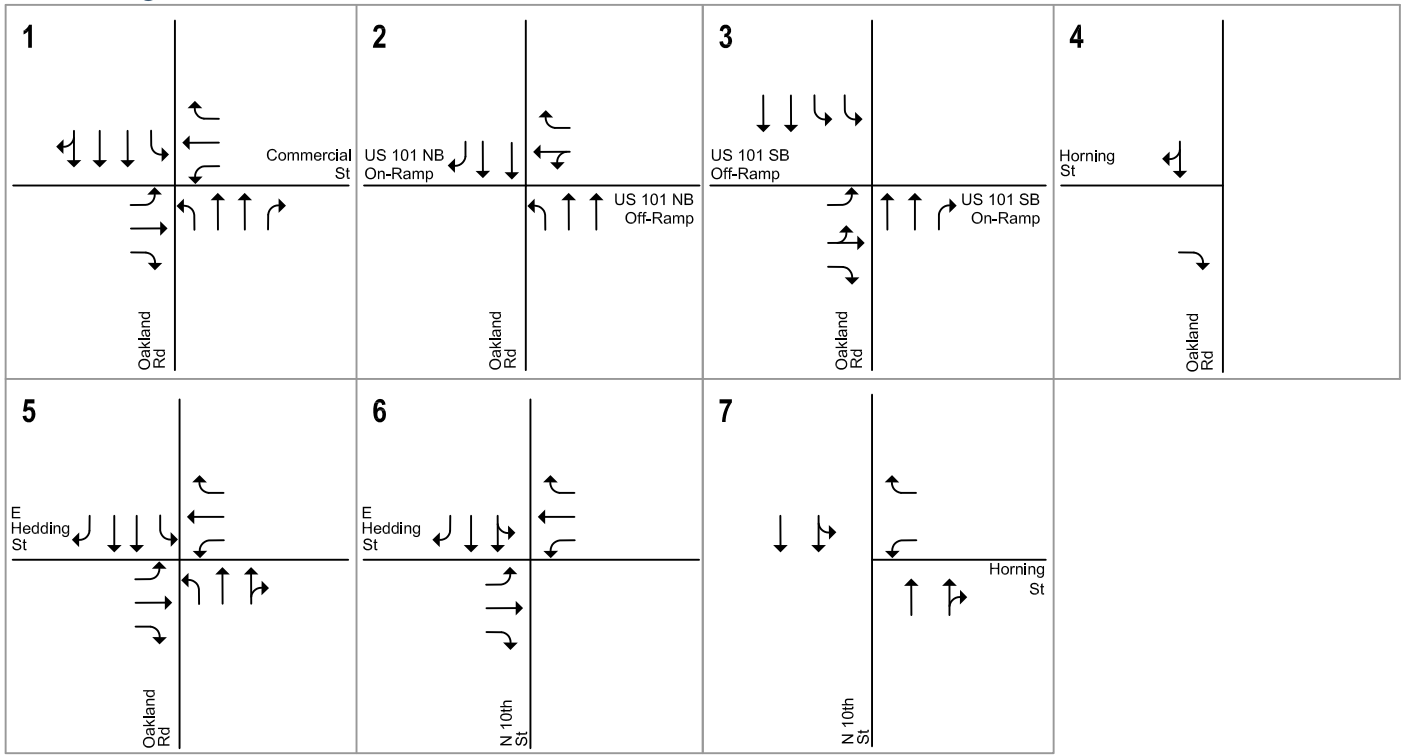 1
Commercial
St
Oakland
Rd
2
US 101 NB
On-Ramp
US 101 NB
Off-Ramp
Oakland
Rd
3
US 101 SB
Off-Ramp
US 101 SB
On-Ramp
Oakland
Rd
4
Horning
St
Oakland
Rd
5
E
Hedding
St
Oakland
Rd
6
E
Hedding
St
N 10th
St
7
Horning
St
N 10th
St